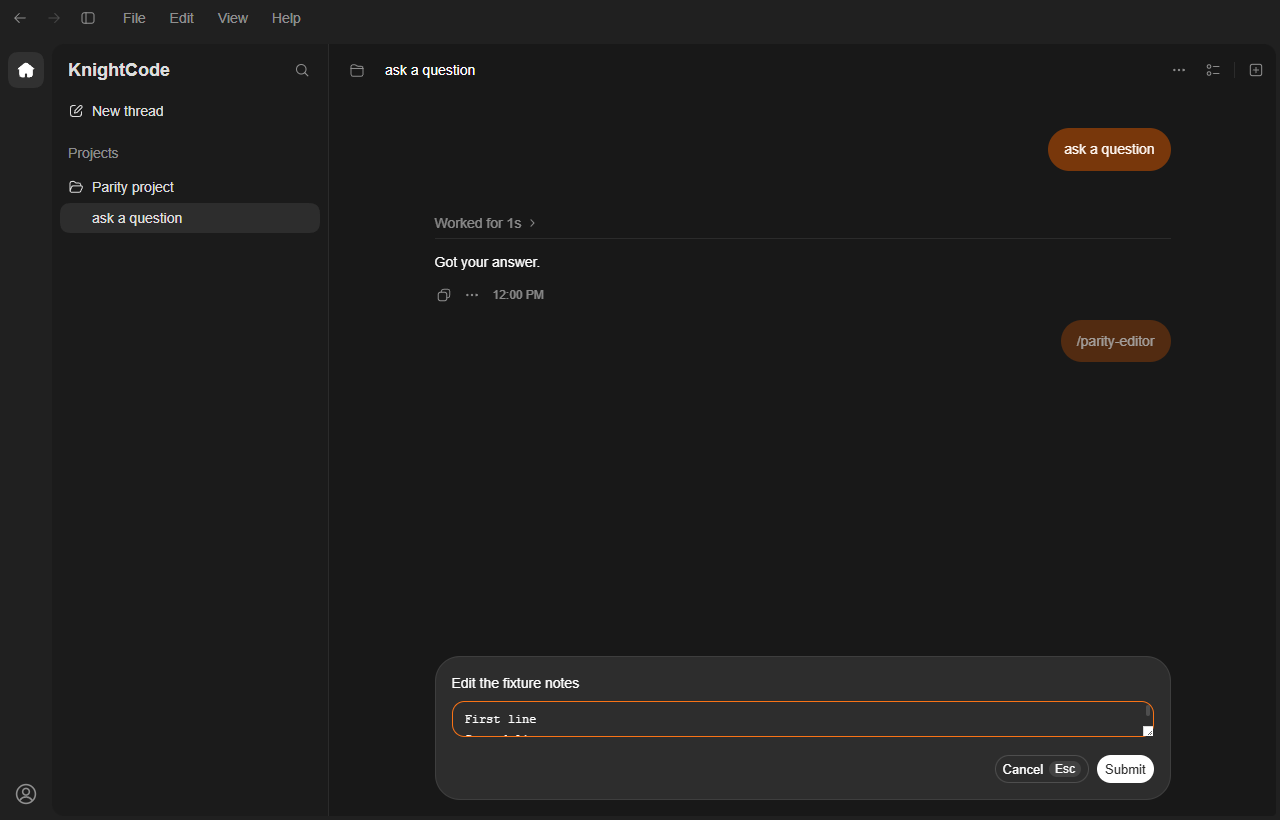 File Edit View Help
KnightCode
New thread
Projects
Parity project
ask a question
ask a question
ask a question
Worked for 1s
Got your answer.
12:00 PM
/parity-editor
Edit the fixture notes
First line
Cancel Esc
Submit